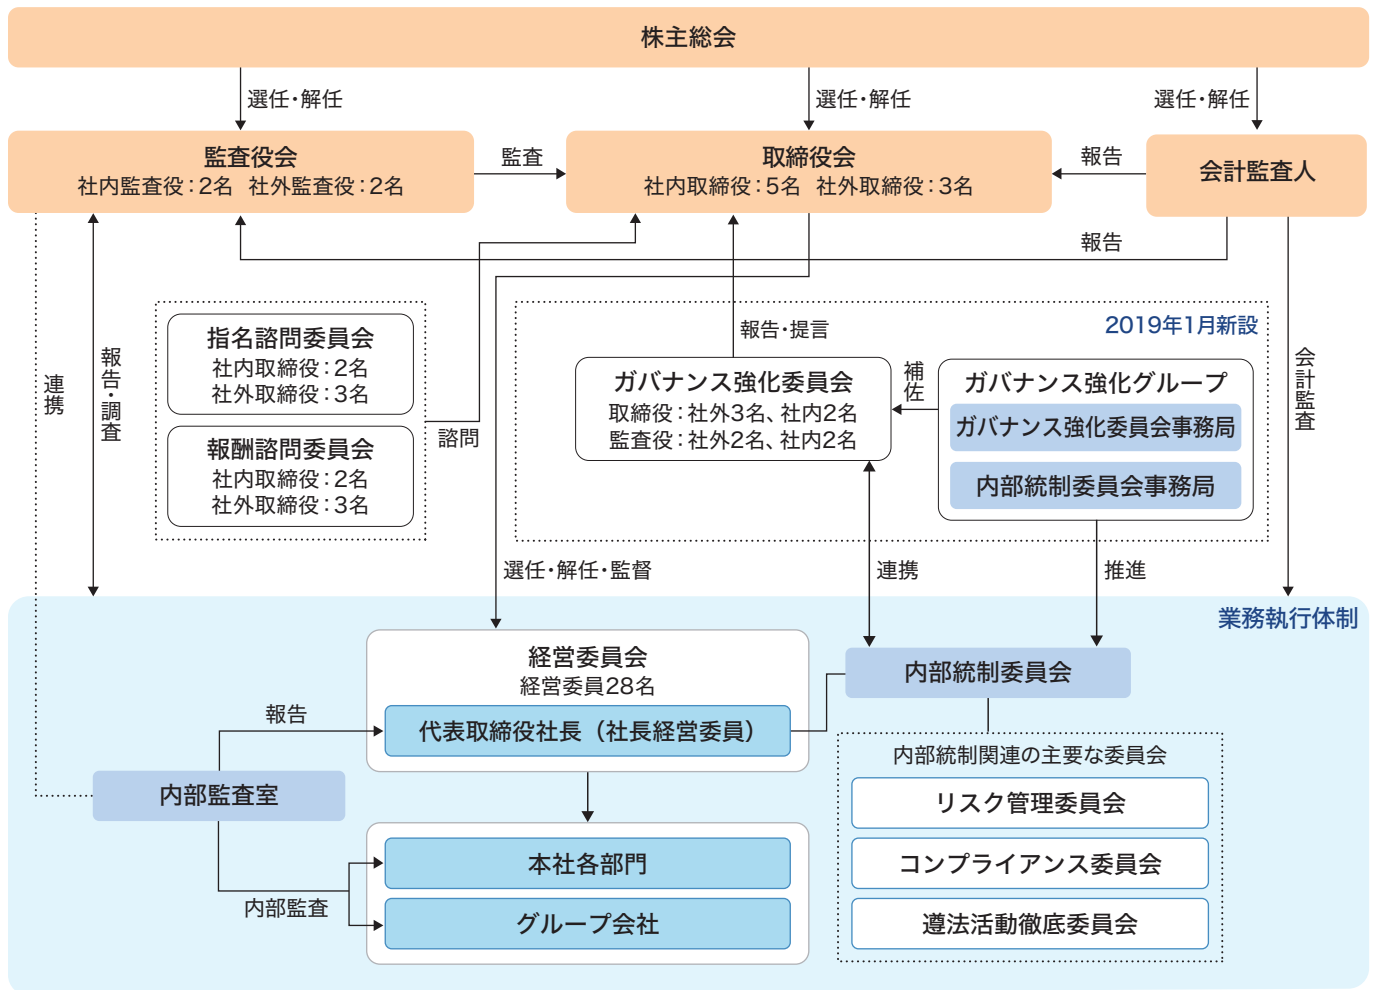 株主総会
選任・解任
選任・解任
選任・解任
監査役会
社内監査役：2名 社外監査役：2名
監査
取締役会
社内取締役：5名 社外取締役：3名
報告
会計監査人
報告
連携
報告・調査
指名諮問委員会
社内取締役：2名
社外取締役：3名
報酬諮問委員会
社内取締役：2名
社外取締役：3名
諮問
2019年1月新設
報告・提言
ガバナンス強化委員会
取締役：社外3名、社内2名
監査役：社外2名、社内2名
補佐
ガバナンス強化グループ
ガバナンス強化委員会事務局
内部統制委員会事務局
会計監査
選任・解任・監督
連携
推進
業務執行体制
経営委員会
経営委員28名
代表取締役社長（社長経営委員）
内部統制委員会
報告
内部監査室
内部監査
本社各部門
グループ会社
内部統制関連の主要な委員会
リスク管理委員会
コンプライアンス委員会
遵法活動徹底委員会